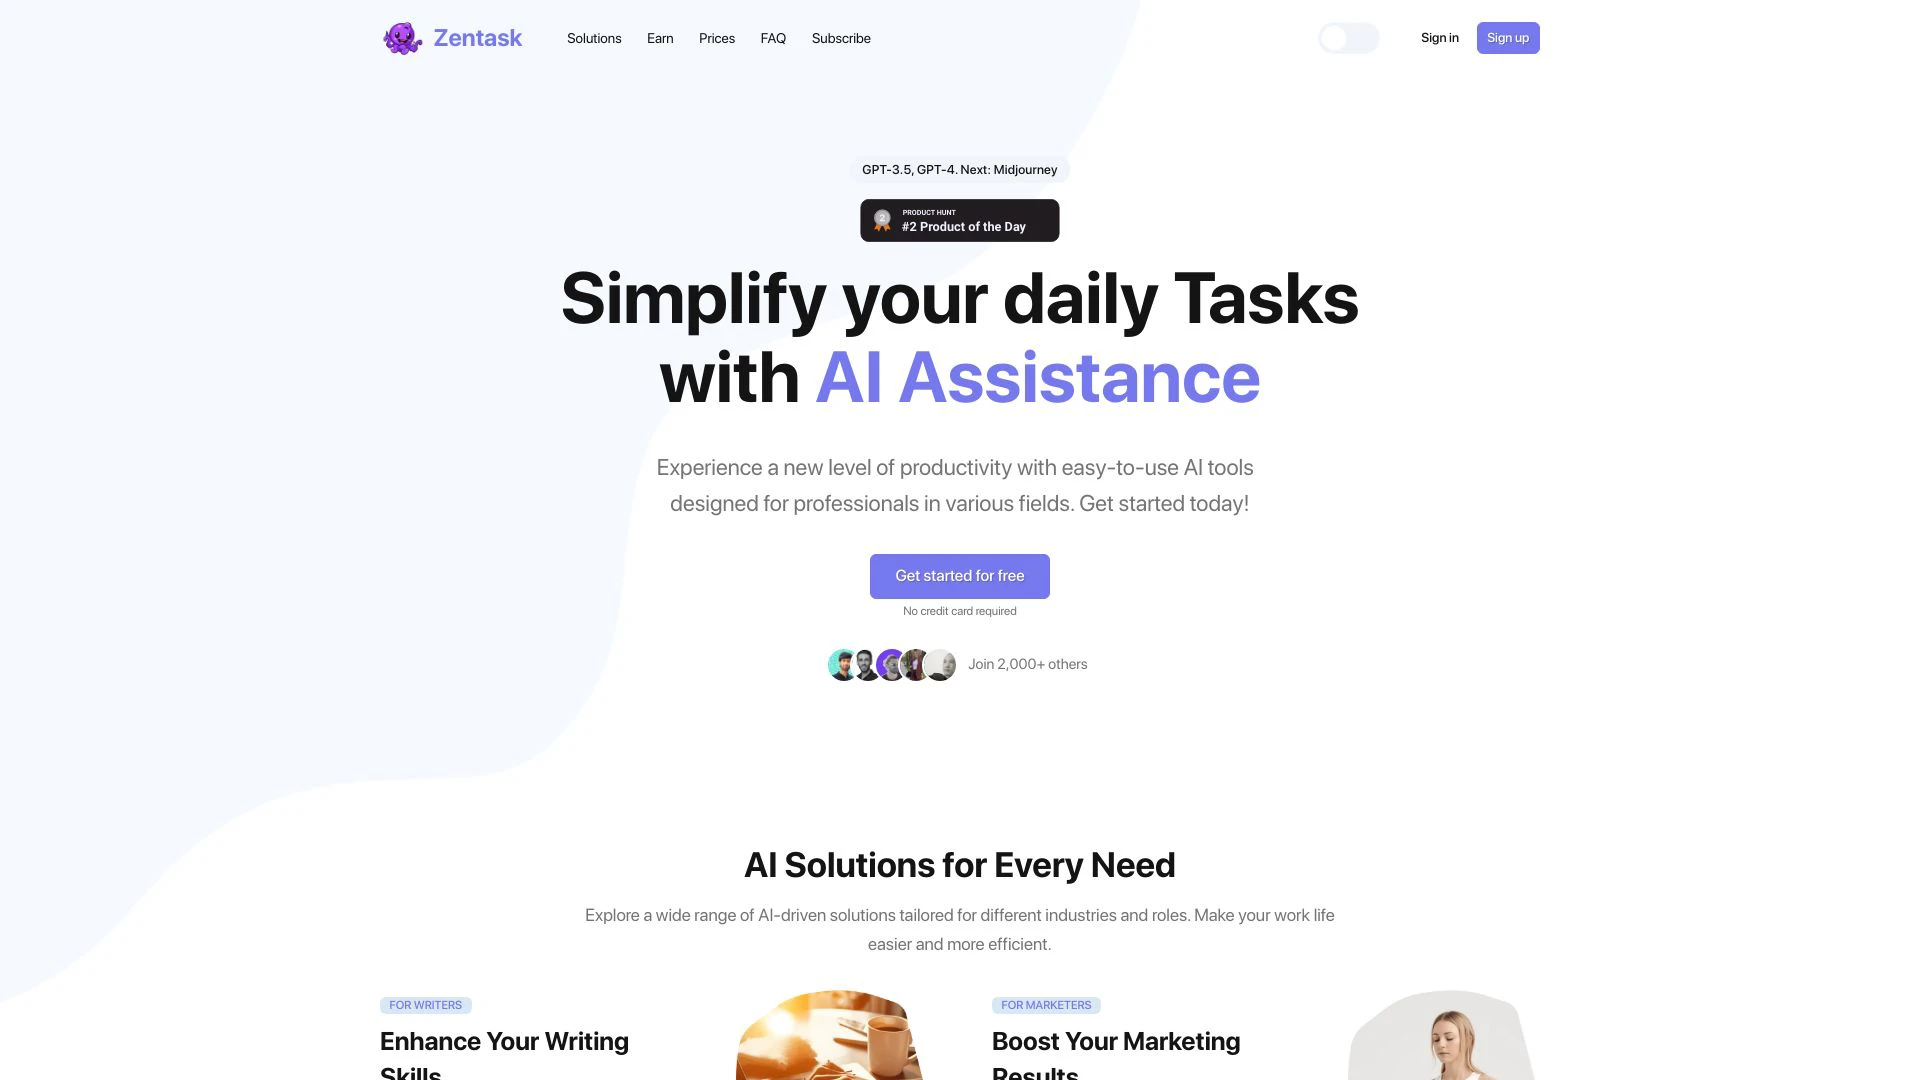 Zentask
Solutions
Earn
Prices
FAQ
Subscribe
Sign in
Sign up
GPT-3.5, GPT-4. Next: Midjourney
2
PRODUCT HUNT
#2 Product of the Day
Simplify your daily Tasks
with AI Assistance
Experience a new level of productivity with easy-to-use AI tools
designed for professionals in various fields. Get started today!
Get started for free
No credit card required
Join 2,000+ others
AI Solutions for Every Need
Explore a wide range of AI-driven solutions tailored for different industries and roles. Make your work life
easier and more efficient.
FOR WRITERS
Enhance Your Writing
Skills
FOR MARKETERS
Boost Your Marketing
Results